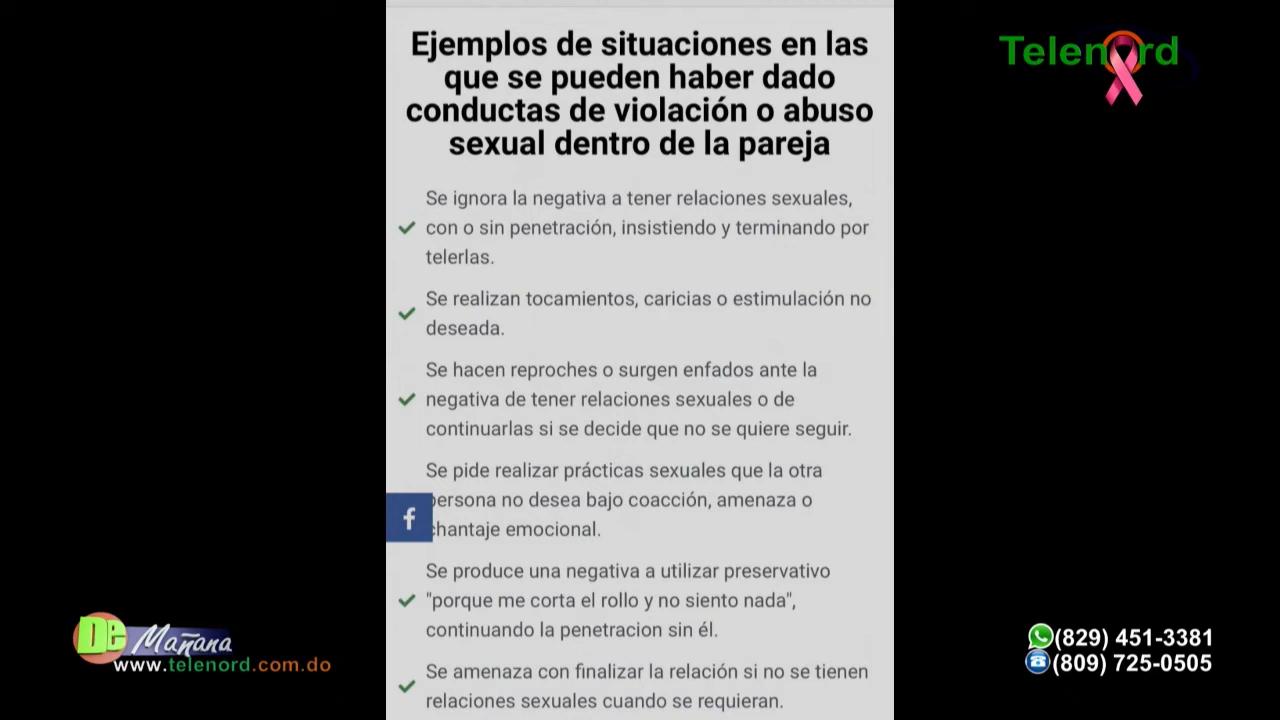 Ejemplos de situaciones en las
que se pueden haber dado
conductas de violación o abuso
sexual dentro de la pareja
Telenord
Se ignora la negativa a tener relaciones sexuales,
con o sin penetración, insistiendo y terminando por
telerlas.
Se realizan tocamientos, caricias o estimulación no
deseada.
Se hacen reproches o surgen enfados ante la
negativa de tener relaciones sexuales o de
continuarlas si se decide que no se quiere seguir.
Se pide realizar prácticas sexuales que la otra
persona no desea bajo coacción, amenaza o
chantaje emocional.
f
Se produce una negativa a utilizar preservativo
"porque me corta el rollo y no siento nada",
continuando la penetracion sin él.
Se amenaza con finalizar la relación si no se tienen
relaciones sexuales cuando se requieran.
De Mañana
www.telenord.com.do
(829) 451-3381
(809) 725-0505